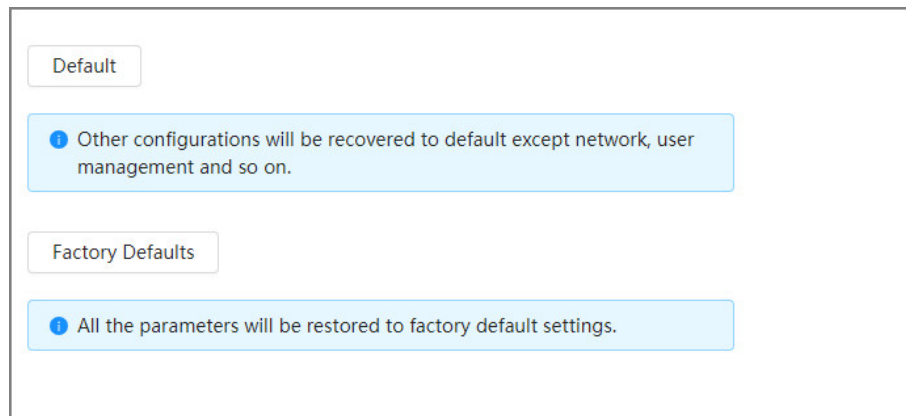 Default
Other configurations will be recovered to default except network, user
management and so on.
Factory Defaults
All the parameters will be restored to factory default settings.